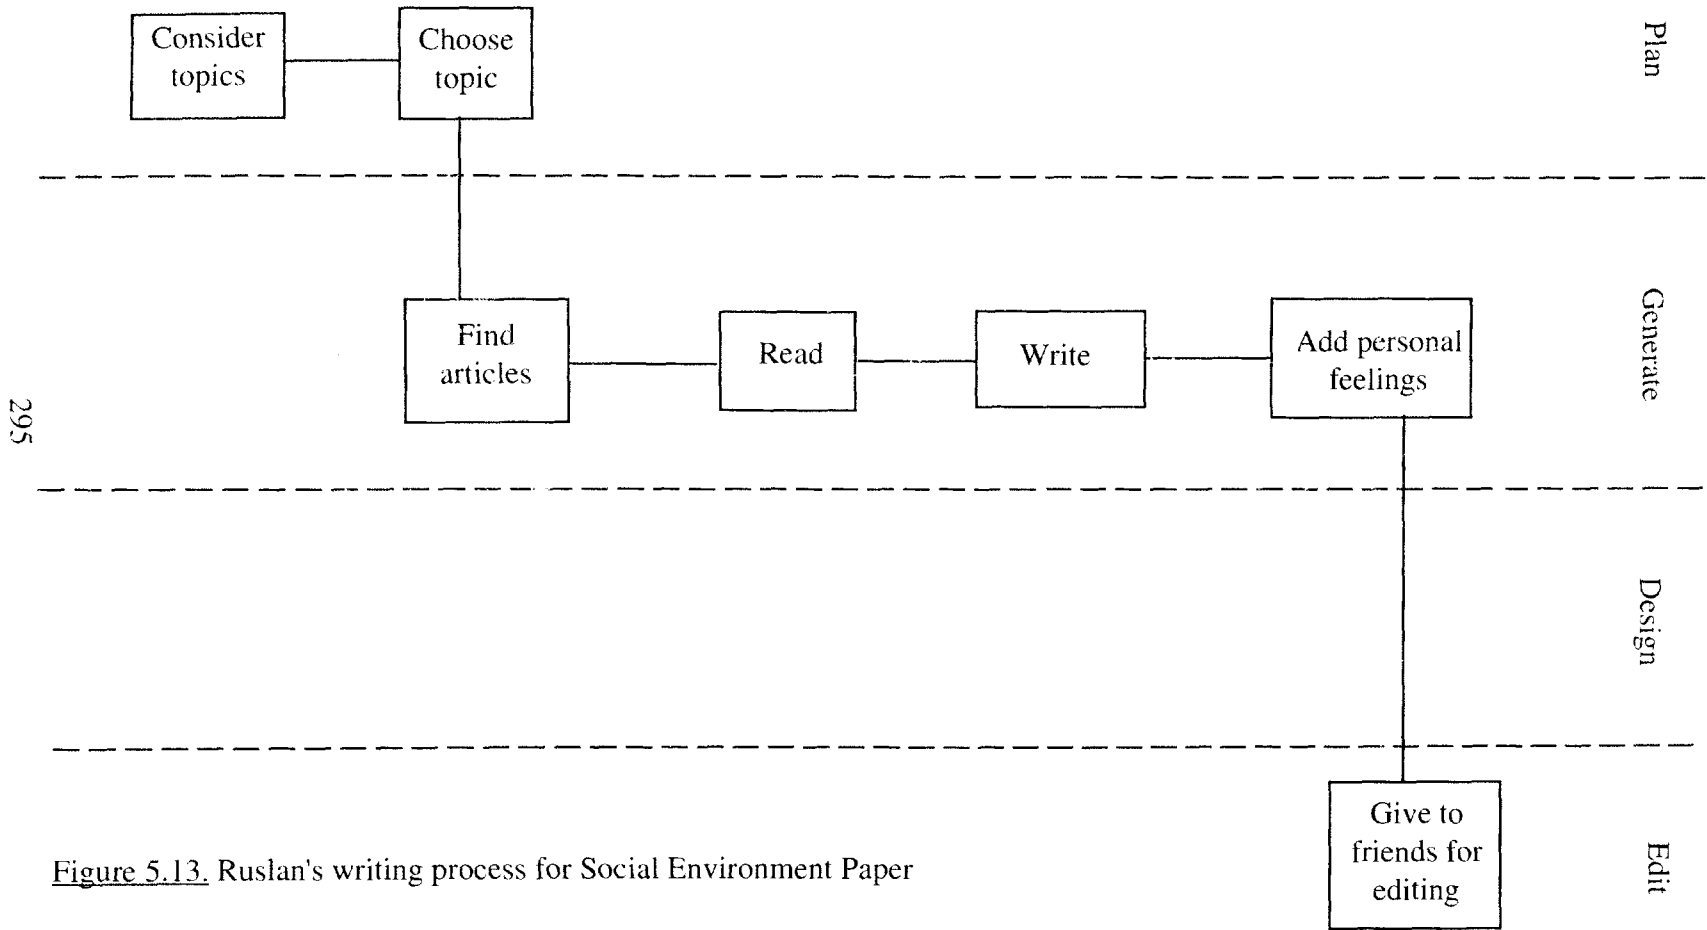 Consider
topics
Choose
topic
Plan
Find
articles
Read
Write
Add personal
feelings
Generate
295
Design
Give to
friends for
editing
Edit
Figure 5.13. Ruslan's writing process for Social Environment Paper